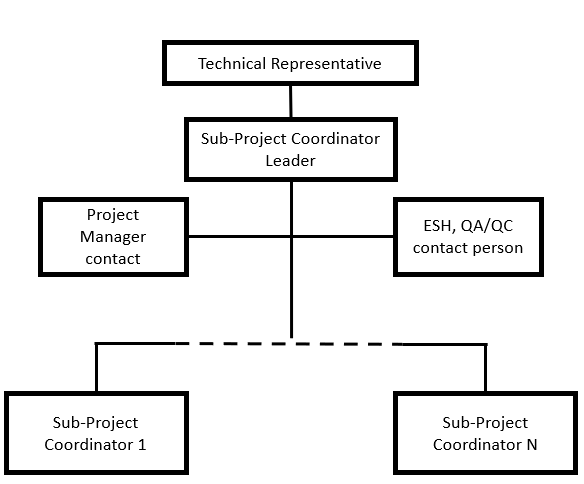 Technical Representative
Sub-Project Coordinator
Leader
Project
Manager
contact
ESH, QA/QC
contact person
Sub-Project
Coordinator 1
Sub-Project
Coordinator N